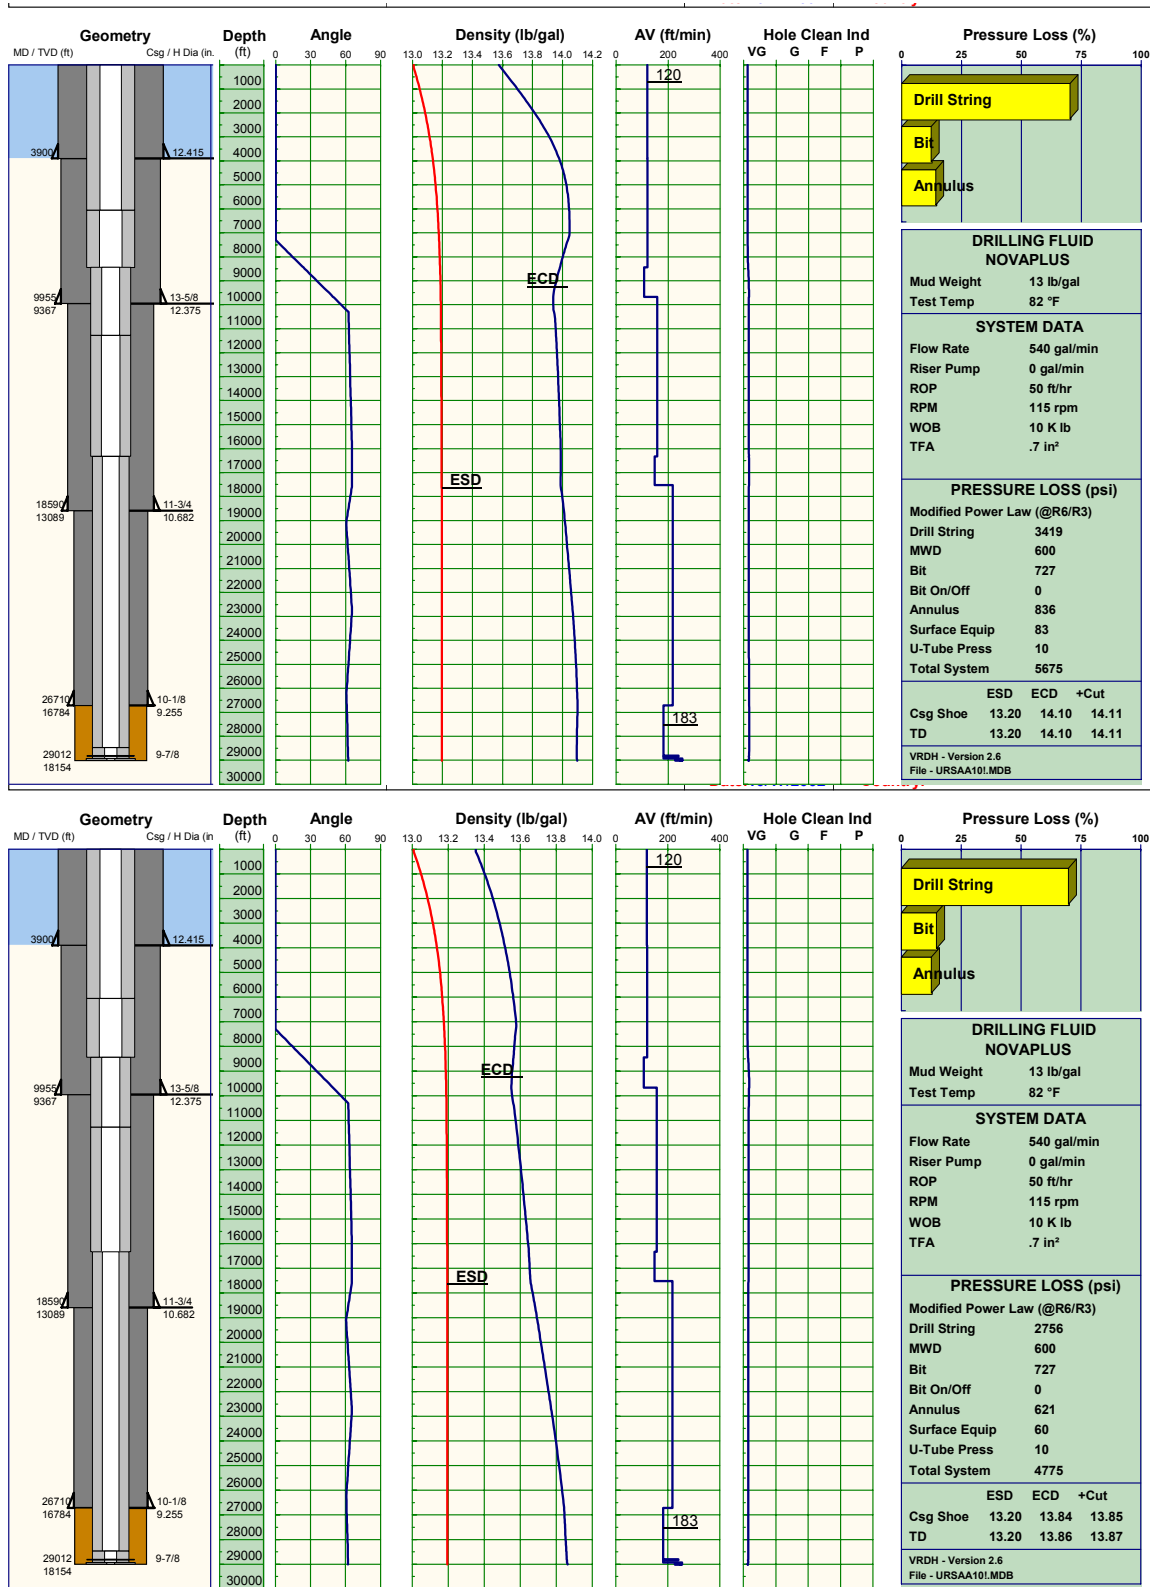 Geometry Depth Angle Density (lb/gal) AV (ft/min) Hole Clean Ind Pressure Loss (%)
MD / TVD (ft) Csg / H Dia (in. (ft) 0 30 60 90 13.0 13.2 13.4 13.6 13.8 14.0 14.2 0 200 400 VG G F P 0 25 50 75 100
1000
2000
3000
4000
5000
6000
7000
8000
9000
10000
11000
12000
13000
14000
15000
16000
17000
18000
19000
20000
21000
22000
23000
24000
25000
26000
27000
28000
29000
30000
3900 12.415
9955 13-5/8
9367 12.375
18590 11-3/4
13089 10.682
26710 10-1/8
16784 9.255
29012 9-7/8
18154
ECD
ESD
120
183
Drill String
Bit
Annulus
DRILLING FLUID
NOVAPLUS
Mud Weight 13 lb/gal
Test Temp 82 °F
SYSTEM DATA
Flow Rate 540 gal/min
Riser Pump 0 gal/min
ROP 50 ft/hr
RPM 115 rpm
WOB 10 K lb
TFA .7 in²
PRESSURE LOSS (psi)
Modified Power Law (@R6/R3)
Drill String 3419
MWD 600
Bit 727
Bit On/Off 0
Annulus 836
Surface Equip 83
U-Tube Press 10
Total System 5675
ESD ECD +Cut
Csg Shoe 13.20 14.10 14.11
TD 13.20 14.10 14.11
VRDH - Version 2.6
File - URSAA10!.MDB
Geometry Depth Angle Density (lb/gal) AV (ft/min) Hole Clean Ind Pressure Loss (%)
MD / TVD (ft) Csg / H Dia (in (ft) 0 30 60 90 13.0 13.2 13.4 13.6 13.8 14.0 0 200 400 VG G F P 0 25 50 75 100
1000
2000
3000
4000
5000
6000
7000
8000
9000
10000
11000
12000
13000
14000
15000
16000
17000
18000
19000
20000
21000
22000
23000
24000
25000
26000
27000
28000
29000
30000
3900 12.415
9955 13-5/8
9367 12.375
18590 11-3/4
13089 10.682
26710 10-1/8
16784 9.255
29012 9-7/8
18154
ECD
ESD
120
183
Drill String
Bit
Annulus
DRILLING FLUID
NOVAPLUS
Mud Weight 13 lb/gal
Test Temp 82 °F
SYSTEM DATA
Flow Rate 540 gal/min
Riser Pump 0 gal/min
ROP 50 ft/hr
RPM 115 rpm
WOB 10 K lb
TFA .7 in²
PRESSURE LOSS (psi)
Modified Power Law (@R6/R3)
Drill String 2756
MWD 600
Bit 727
Bit On/Off 0
Annulus 621
Surface Equip 60
U-Tube Press 10
Total System 4775
ESD ECD +Cut
Csg Shoe 13.20 13.84 13.85
TD 13.20 13.86 13.87
VRDH - Version 2.6
File - URSAA10!.MDB